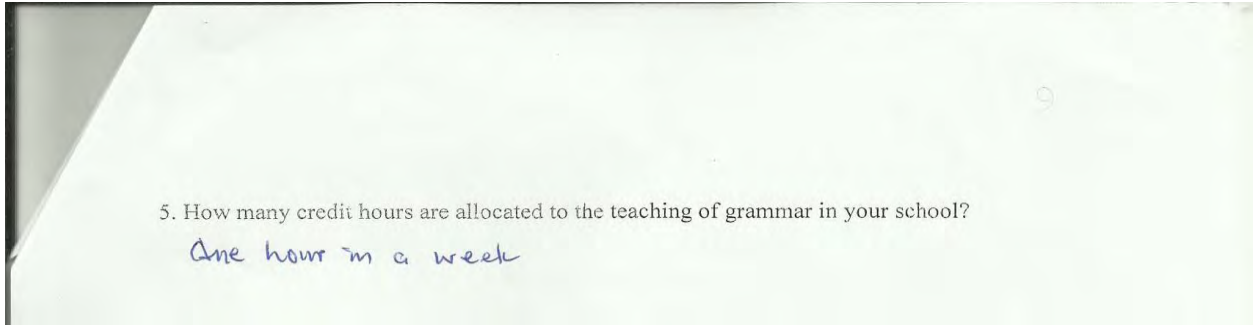 9
5. How many credit hours are allocated to the teaching of grammar in your school?
One hour in a week